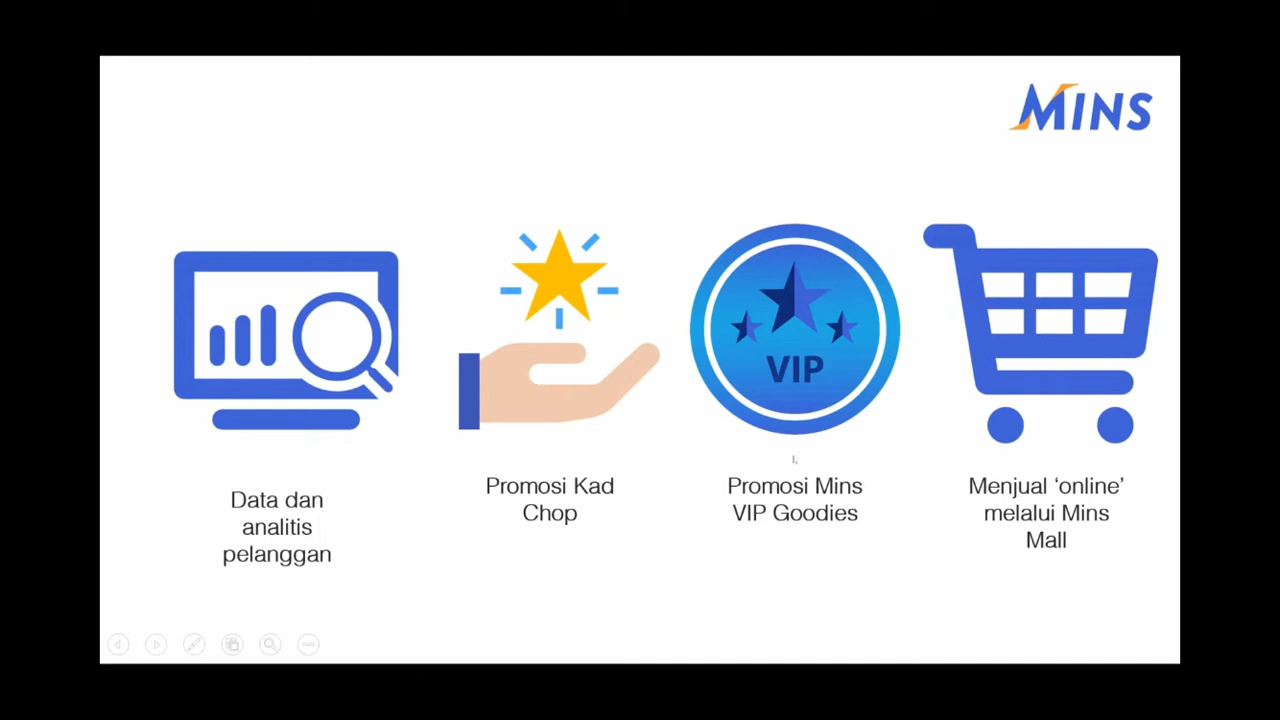 MINS
VIP
Data dan
analitis
pelanggan
Promosi Kad
Chop
Promosi Mins
VIP Goodies
Menjual ‘online’
melalui Mins
Mall